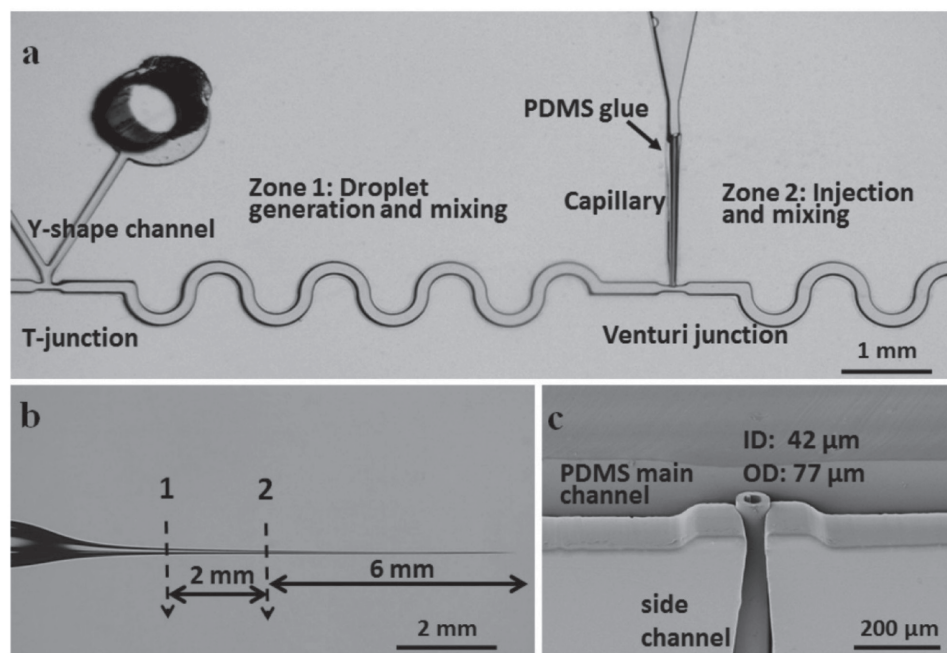 a
PDMS glue
Zone 1: Droplet
generation and mixing
Capillary
Zone 2: Injection
and mixing
Y-shape channel
T-junction
Venturi junction
1 mm
b
1
2
2 mm
6 mm
2 mm
c
ID: 42 µm
OD: 77 µm
PDMS main
channel
side
channel
200 µm